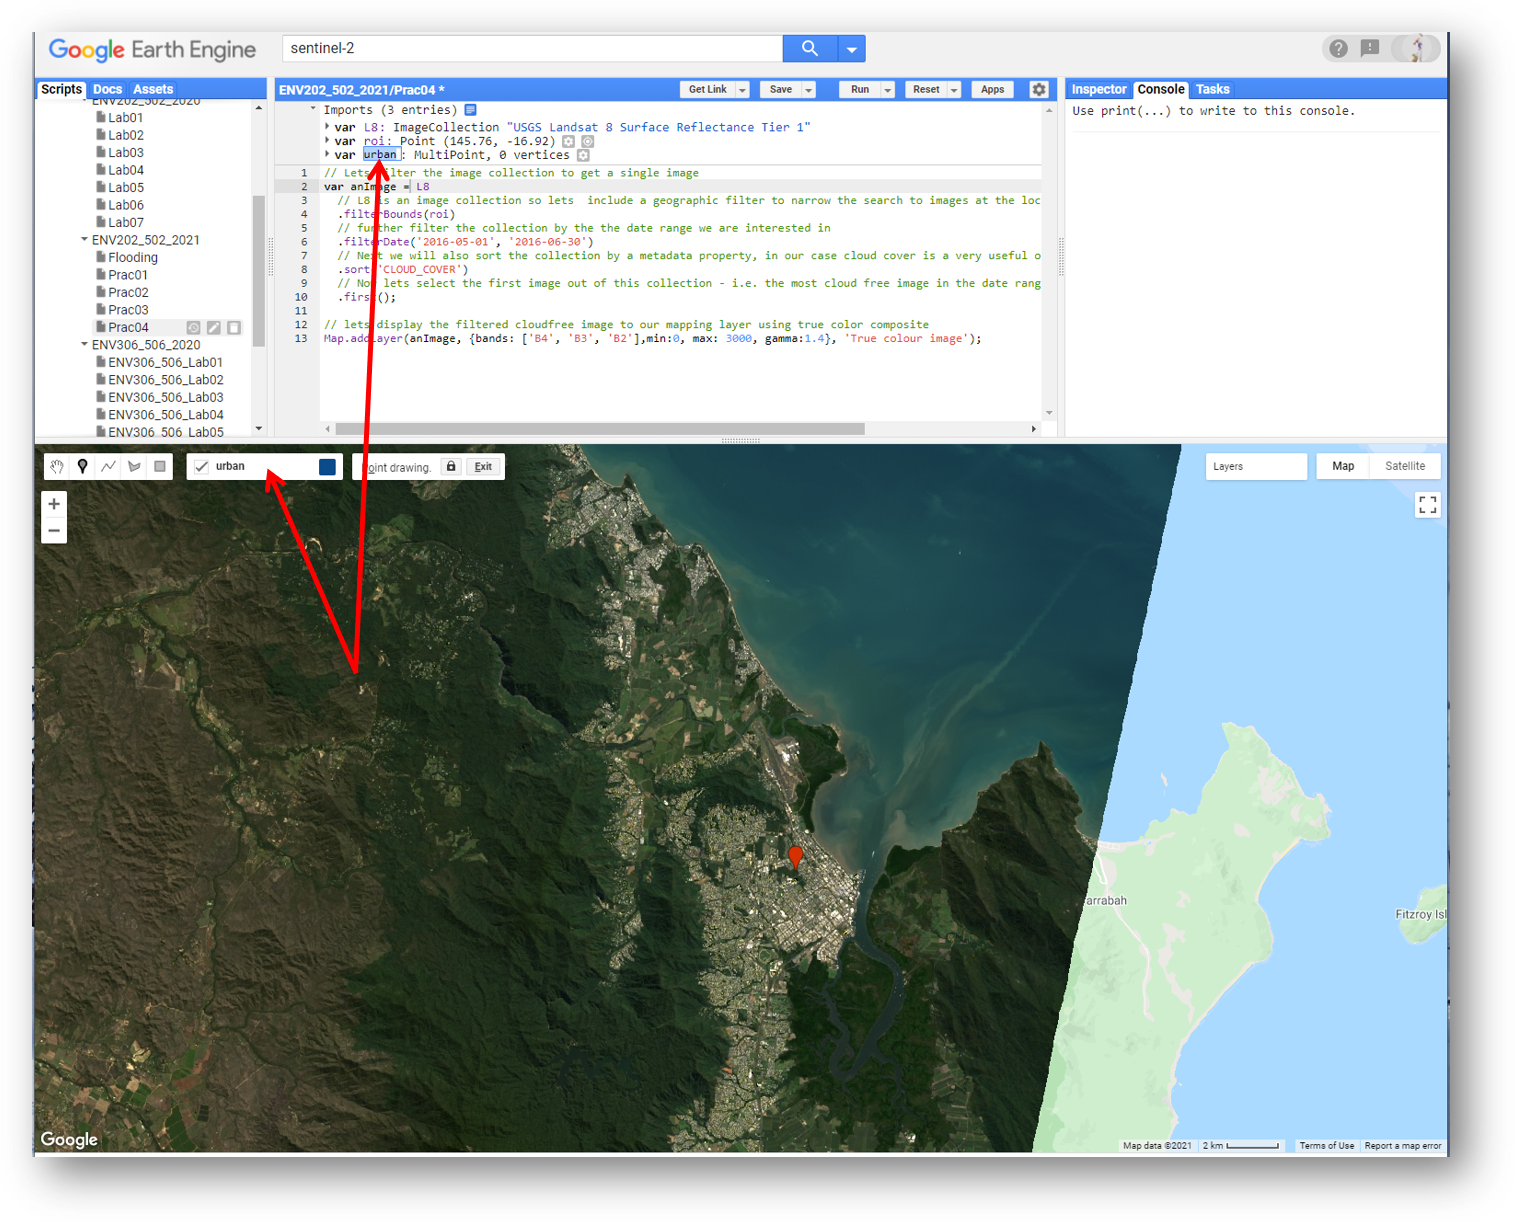 Google Earth Engine
sentinel-2
Scripts Docs Assets
ENV202_502_2020
Lab01
Lab02
Lab03
Lab04
Lab05
Lab06
Lab07
ENV202_502_2021
Flooding
Prac01
Prac02
Prac03
Prac04
ENV306_506_2020
ENV306_506_Lab01
ENV306_506_Lab02
ENV306_506_Lab03
ENV306_506_Lab04
ENV306_506_Lab05
ENV202_502_2021/Prac04 *
Get Link Save Run Reset Apps
Imports (3 entries)
var L8: ImageCollection "USGS Landsat 8 Surface Reflectance Tier 1"
var roi: Point (145.76, -16.92)
var urban: MultiPoint, 0 vertices
1 // Lets filter the image collection to get a single image
2 var anImage = L8
3 // L8 is an image collection so lets include a geographic filter to narrow the search to images at the loc
4 .filterBounds(roi)
5 // further filter the collection by the the date range we are interested in
6 .filterDate('2016-05-01', '2016-06-30')
7 // Next we will also sort the collection by a metadata property, in our case cloud cover is a very useful o
8 .sort('CLOUD_COVER')
9 // Now lets select the first image out of this collection - i.e. the most cloud free image in the date rang
10 .first();
11
12 // lets display the filtered cloudfree image to our mapping layer using true color composite
13 Map.addLayer(anImage, {bands: ['B4', 'B3', 'B2'],min:0, max: 3000, gamma:1.4}, 'True colour image');
Inspector Console Tasks
Use print(...) to write to this console.
urban
Point drawing. Exit
Layers
Map Satellite
+
−
arrabah
Fitzroy Isl
Google
Map data ©2021 2 km Terms of Use Report a map error